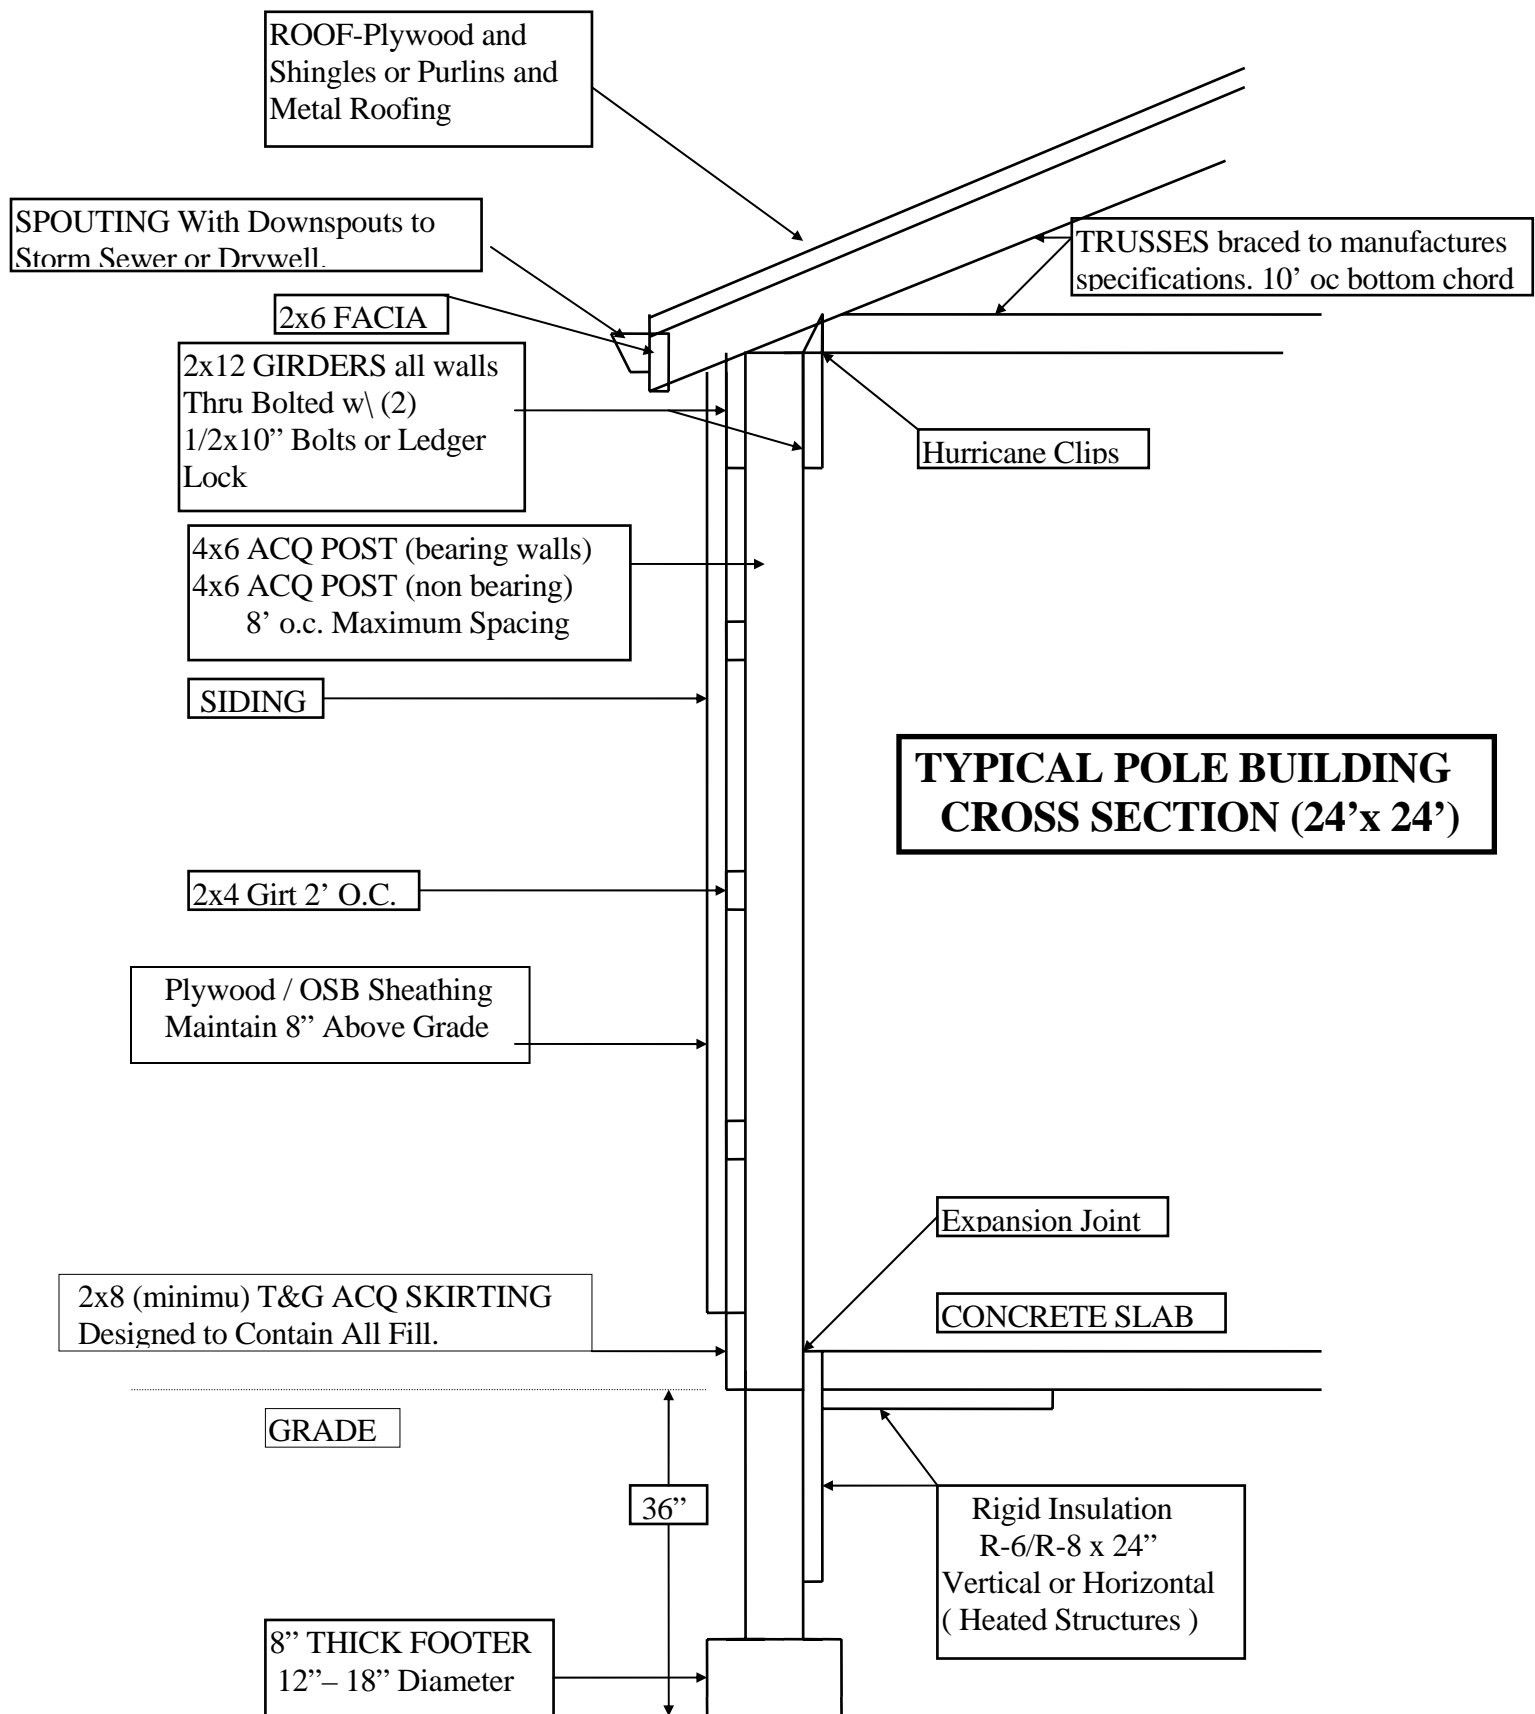 ROOF-Plywood and
Shingles or Purlins and
Metal Roofing
SPOUTING With Downspouts to
Storm Sewer or Drywell.
TRUSSES braced to manufactures
specifications. 10’ oc bottom chord
2x6 FACIA
2x12 GIRDERS all walls
Thru Bolted w\ (2)
1/2x10” Bolts or Ledger
Lock
Hurricane Clips
4x6 ACQ POST (bearing walls)
4x6 ACQ POST (non bearing)
8’ o.c. Maximum Spacing
SIDING
TYPICAL POLE BUILDING
CROSS SECTION (24’x 24’)
2x4 Girt 2’ O.C.
Plywood / OSB Sheathing
Maintain 8” Above Grade
Expansion Joint
2x8 (minimu) T&G ACQ SKIRTING
Designed to Contain All Fill.
CONCRETE SLAB
GRADE
36”
Rigid Insulation
R-6/R-8 x 24”
Vertical or Horizontal
( Heated Structures )
8” THICK FOOTER
12”– 18” Diameter